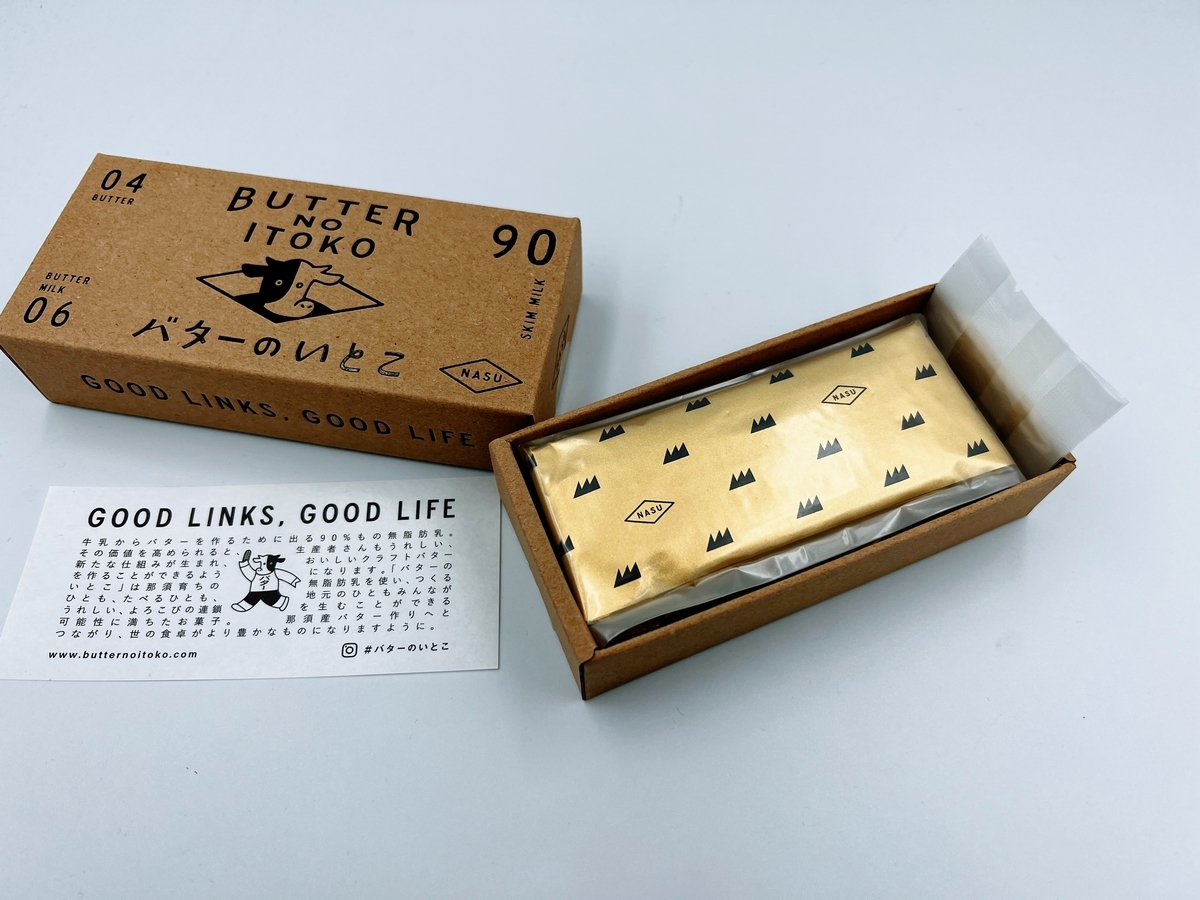 04
BUTTER
BUTTER
NO
ITOKO
90
SKIM MILK
BUTTER
MILK
06
バターのいとこ
NASU
GOOD LINKS, GOOD LIFE
NASU
NASU
GOOD LINKS, GOOD LIFE
牛乳からバターを作るために出る90%もの無脂肪乳。
その価値を高められると、生産者さんもうれしい、
新たな仕組みが生まれ、おいしいクラフトバター
を作ることができるようになります。「バターの
いとこ」は那須育ちの無脂肪乳を使い、つくる
ひとも、たべるひとも、地元のひともみんなが
うれしい、よろこびの連鎖を生むことができる
可能性に満ちたお菓子。那須産バター作りへと
つながり、世の食卓がより豊かなものになりますように。
www.butternoitoko.com
#バターのいとこ